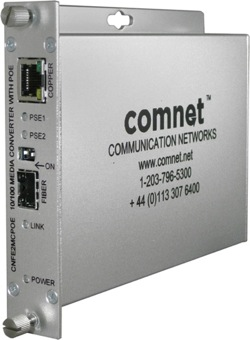 COPPER
PSE1
PSE2
←ON
FIBER
LINK
POWER
CNFE2MCPOE 10/100 MEDIA CONVERTER WITH POE
comnet™
COMMUNICATION NETWORKS
www.comnet.com
1-203-796-5300
+ 44 (0)113 307 6400